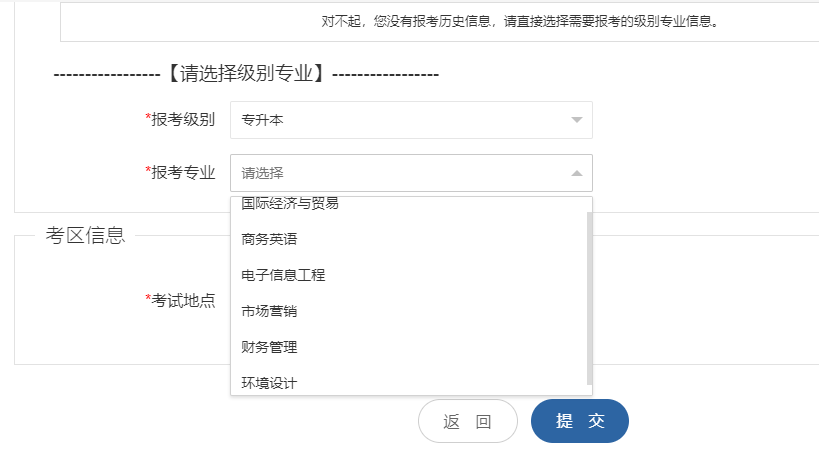 对不起，您没有报考历史信息，请直接选择需要报考的级别专业信息。
-----------------【请选择级别专业】-----------------
*报考级别 专升本
*报考专业 请选择
国际经济与贸易
考区信息
商务英语
电子信息工程
*考试地点
市场营销
财务管理
环境设计
返 回 提 交